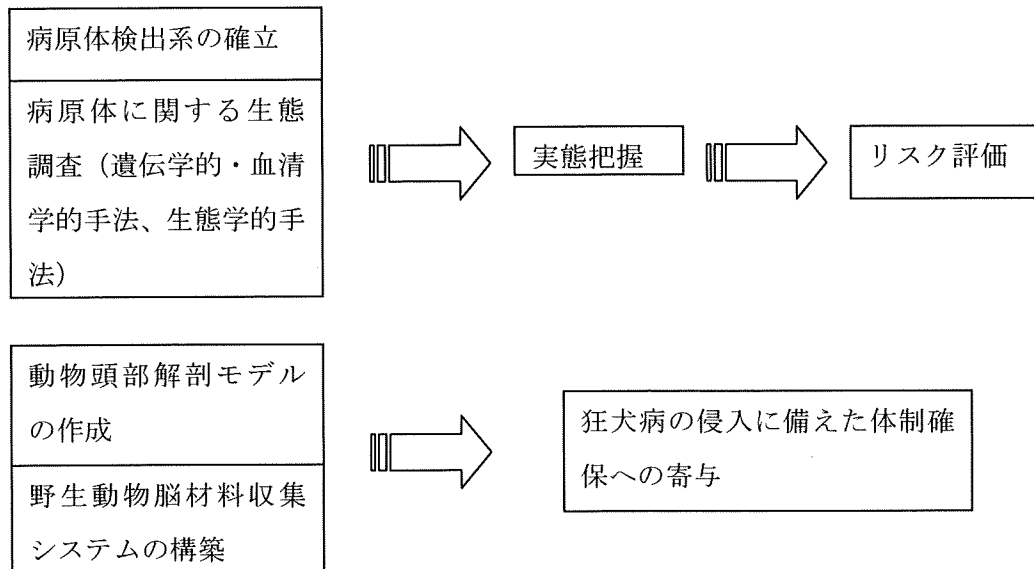 病原体検出系の確立
病原体に関する生態
調査（遺伝学的・血清
学的手法、生態学的手
法）
実態把握
リスク評価
動物頭部解剖モデル
の作成
野生動物脳材料収集
システムの構築
狂犬病の侵入に備えた体制確
保への寄与